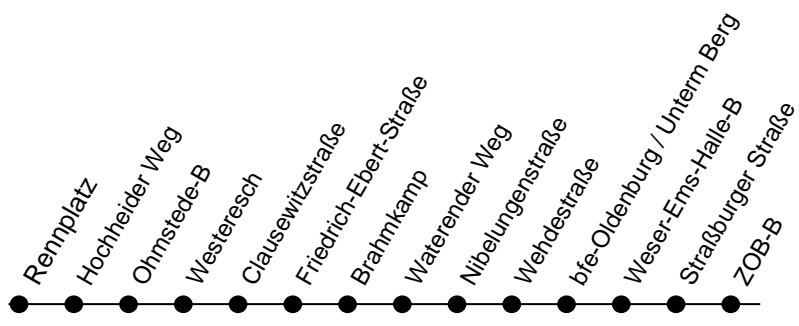 Rennplatz
Hochheider Weg
Ohmstede-B
Westeresch
Clausewitzstraße
Friedrich-Ebert-Straße
Brahmkamp
Waterender Weg
Nibelungenstraße
Wehdestraße
bfe-Oldenburg / Unterm Berg
Weser-Ems-Halle-B
Straßburger Straße
ZOB-B